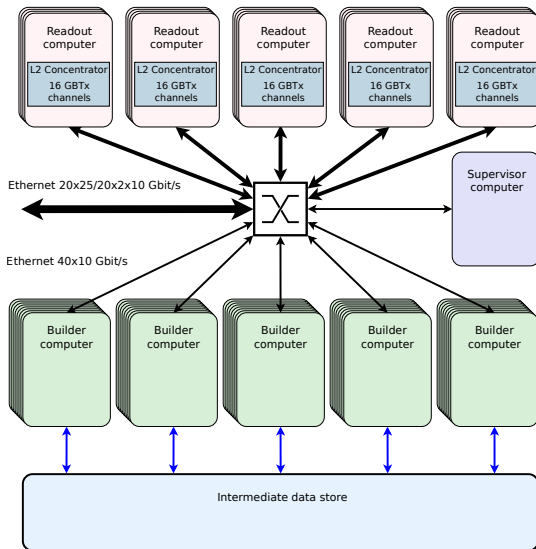 Readout
computer
L2 Concentrator
16 GBTx
channels
Readout
computer
L2 Concentrator
16 GBTx
channels
Readout
computer
L2 Concentrator
16 GBTx
channels
Readout
computer
L2 Concentrator
16 GBTx
channels
Readout
computer
L2 Concentrator
16 GBTx
channels
Ethernet 20x25/20x2x10 Gbit/s
Supervisor
computer
Ethernet 40x10 Gbit/s
Builder
computer
Builder
computer
Builder
computer
Builder
computer
Builder
computer
Intermediate data store